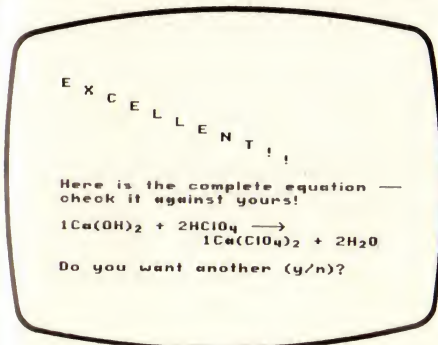 EXCELLENT!!
Here is the complete equation —
check it against yours!
1Ca(OH)₂ + 2HClO₄ ⟶
1Ca(ClO₄)₂ + 2H₂O
Do you want another (y/n)?